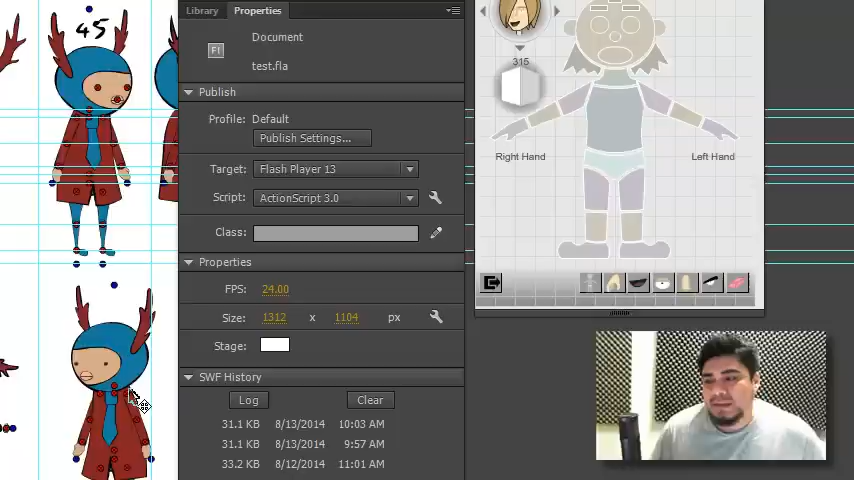 45
Library Properties
Fl
Document
test.fla
Publish
Profile: Default
Publish Settings...
Target: Flash Player 13
Script: ActionScript 3.0
Class:
Properties
FPS: 24.00
Size: 1312 x 1104 px
Stage:
SWF History
Log Clear
31.1 KB 8/13/2014 10:03 AM
31.1 KB 8/13/2014 9:57 AM
33.2 KB 8/12/2014 11:01 AM
315
Right Hand Left Hand